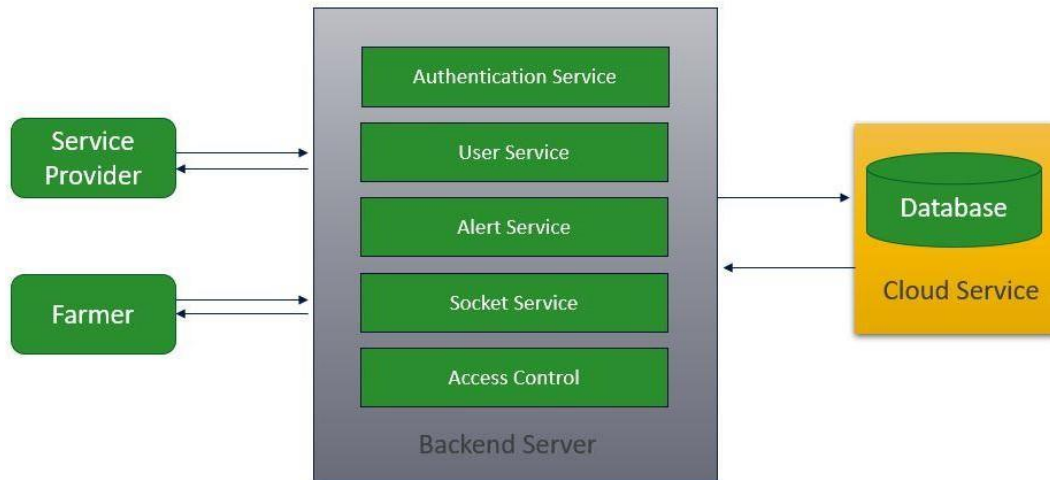 Service
Provider
Farmer
Authentication Service
User Service
Alert Service
Socket Service
Access Control
Backend Server
Database
Cloud Service